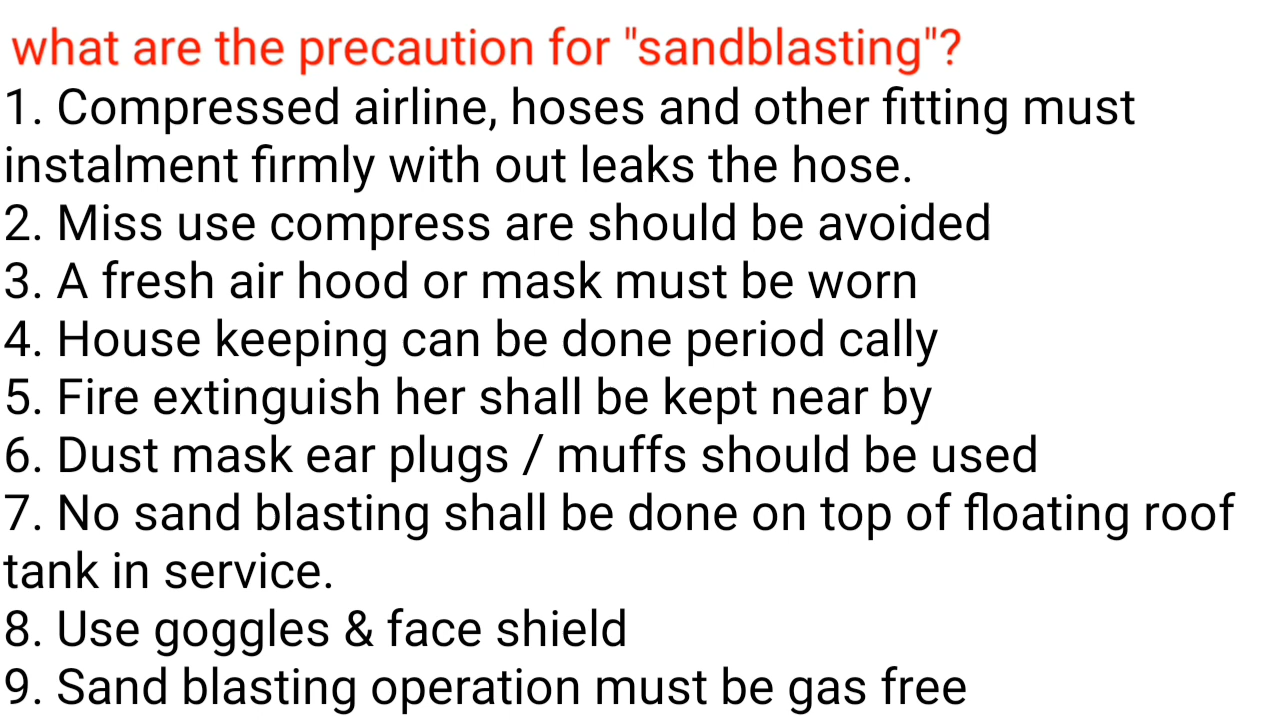 what are the precaution for "sandblasting"?
1. Compressed airline, hoses and other fitting must
instalment firmly with out leaks the hose.
2. Miss use compress are should be avoided
3. A fresh air hood or mask must be worn
4. House keeping can be done period cally
5. Fire extinguish her shall be kept near by
6. Dust mask ear plugs / muffs should be used
7. No sand blasting shall be done on top of floating roof
tank in service.
8. Use goggles & face shield
9. Sand blasting operation must be gas free